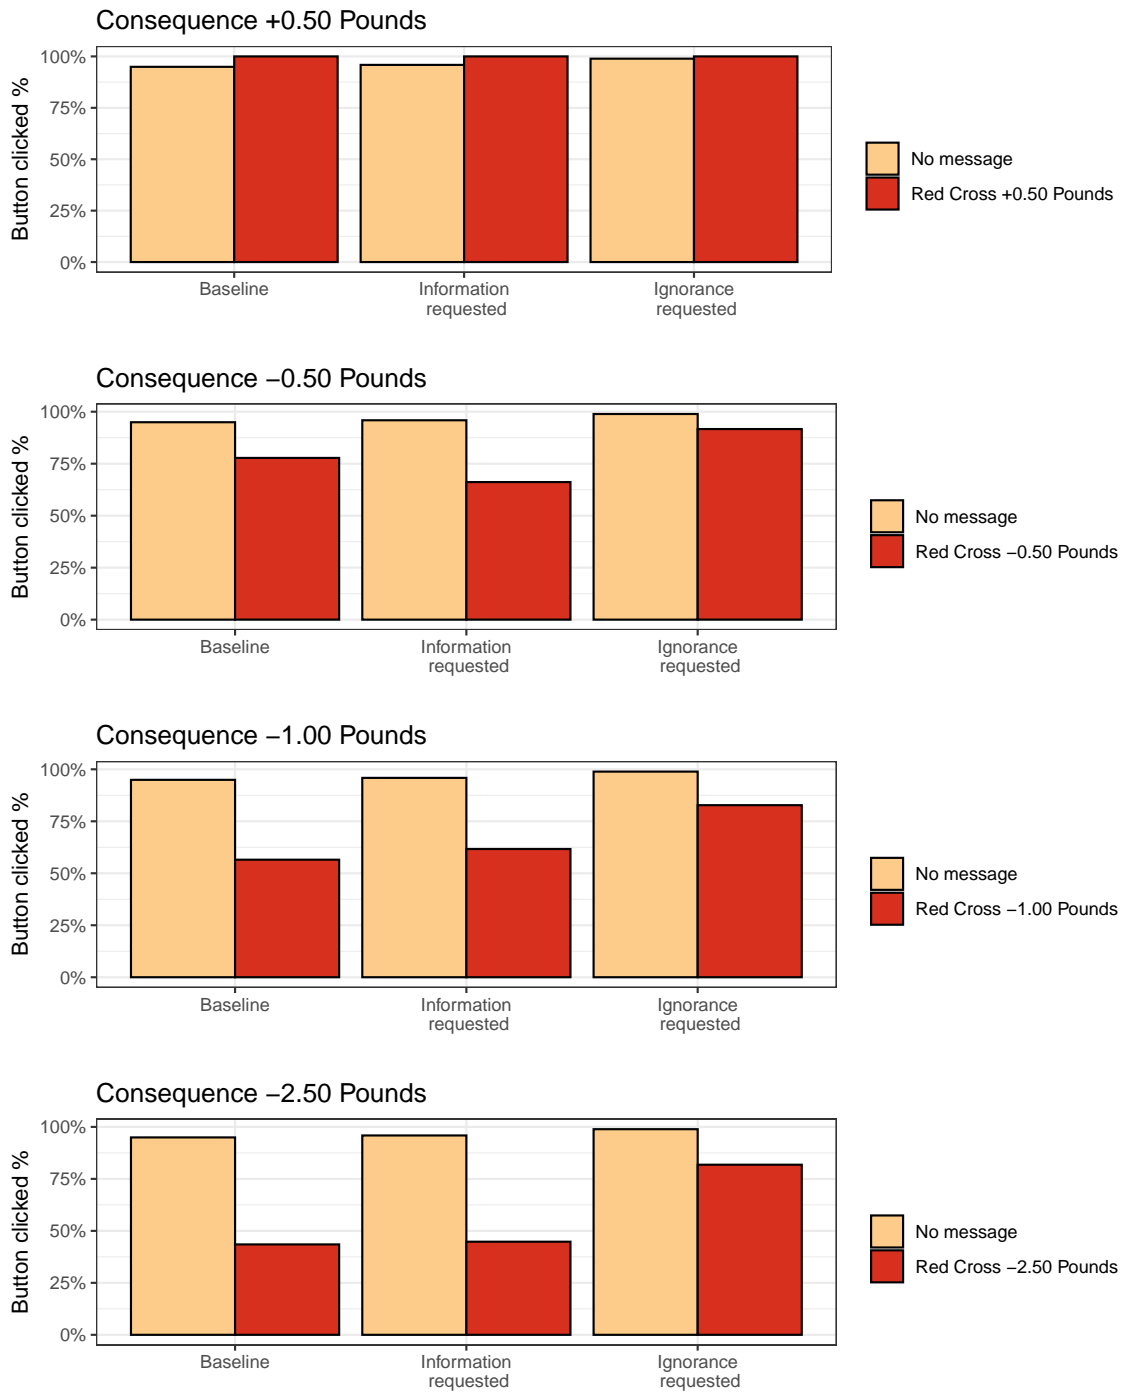 Consequence +0.50 Pounds
Button clicked %
100%
75%
50%
25%
0%
Baseline
Information
requested
Ignorance
requested
No message
Red Cross +0.50 Pounds
Consequence −0.50 Pounds
Button clicked %
100%
75%
50%
25%
0%
Baseline
Information
requested
Ignorance
requested
No message
Red Cross −0.50 Pounds
Consequence −1.00 Pounds
Button clicked %
100%
75%
50%
25%
0%
Baseline
Information
requested
Ignorance
requested
No message
Red Cross −1.00 Pounds
Consequence −2.50 Pounds
Button clicked %
100%
75%
50%
25%
0%
Baseline
Information
requested
Ignorance
requested
No message
Red Cross −2.50 Pounds